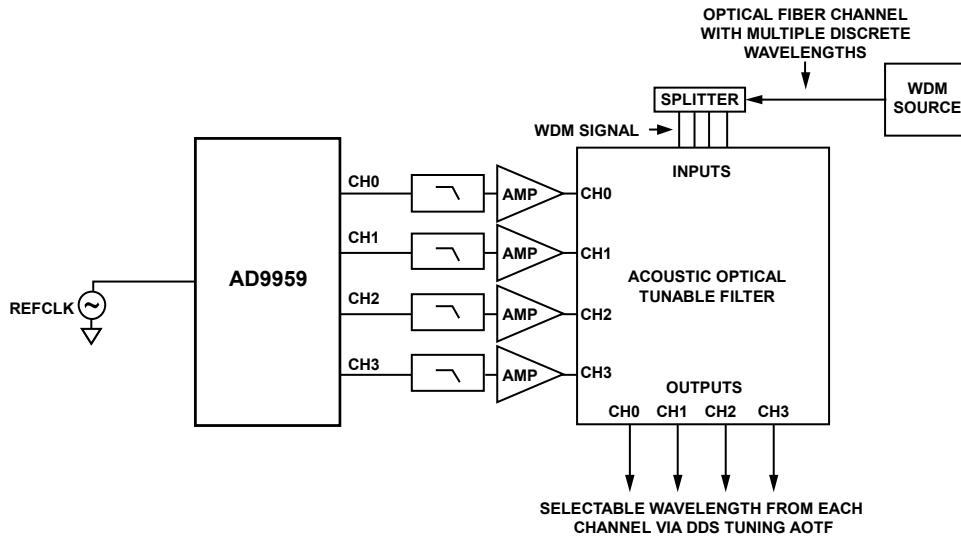 OPTICAL FIBER CHANNEL
WITH MULTIPLE DISCRETE
WAVELENGTHS
WDM
SOURCE
SPLITTER
WDM SIGNAL
INPUTS
AD9959
REFCLK
CH0
CH1
CH2
CH3
AMP
AMP
AMP
AMP
CH0
CH1
CH2
CH3
ACOUSTIC OPTICAL
TUNABLE FILTER
OUTPUTS
CH0 CH1 CH2 CH3
SELECTABLE WAVELENGTH FROM EACH
CHANNEL VIA DDS TUNING AOTF